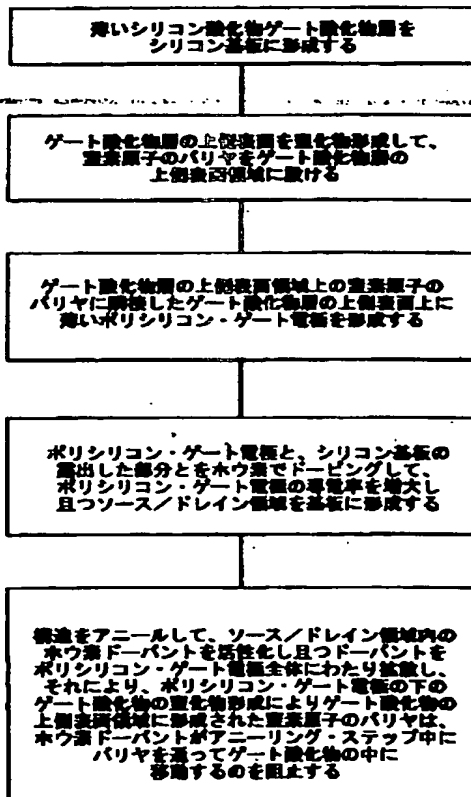 薄いシリコン酸化物ゲート酸化物層を
シリコン基板に形成する
ゲート酸化物層の上側表面を窒化物形成して、
窒素原子のバリヤをゲート酸化物層の
上側表面領域に設ける
ゲート酸化物層の上側表面領域上の窒素原子の
バリヤに隣接したゲート酸化物層の上側表面上に
薄いポリシリコン・ゲート電極を形成する
ポリシリコン・ゲート電極と、シリコン基板の
露出した部分とをホウ素でドーピングして、
ポリシリコン・ゲート電極の導電率を増大し
且つソース/ドレイン領域を基板に形成する
構造をアニールして、ソース/ドレイン領域内の
ホウ素ドーパントを活性化し且つドーパントを
ポリシリコン・ゲート電極全体にわたり拡散し、
それにより、ポリシリコン・ゲート電極の下の
ゲート酸化物の窒化物形成によりゲート酸化物の
上側表面領域に形成された窒素原子のバリヤは、
ホウ素ドーパントがアニーリング・ステップ中に
バリヤを通ってゲート酸化物の中に
移動するのを阻止する